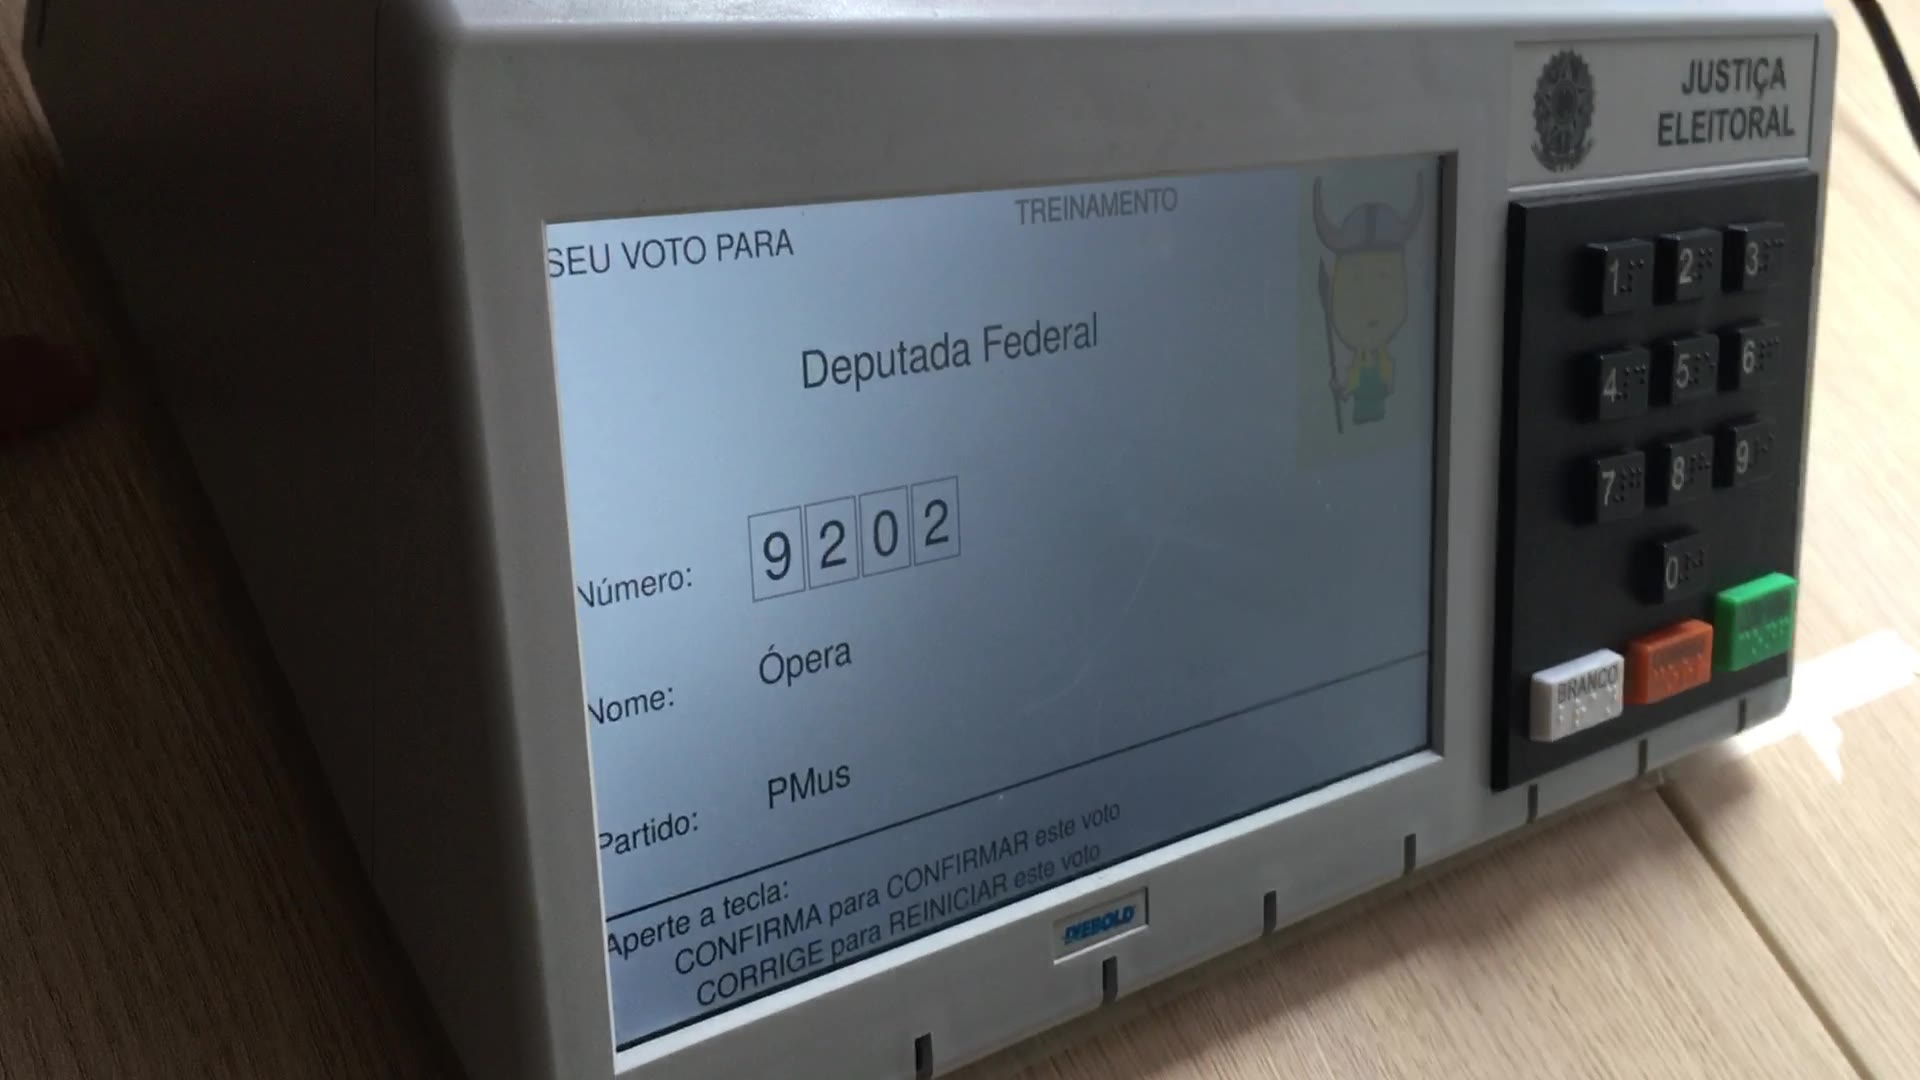 JUSTIÇA
ELEITORAL
TREINAMENTO
SEU VOTO PARA
Deputada Federal
Número: 9202
Nome: Ópera
Partido: PMus
Aperte a tecla:
CONFIRMA para CONFIRMAR este voto
CORRIGE para REINICIAR este voto
DIEBOLD
1 2 3
4 5 6
7 8 9
0
BRANCO